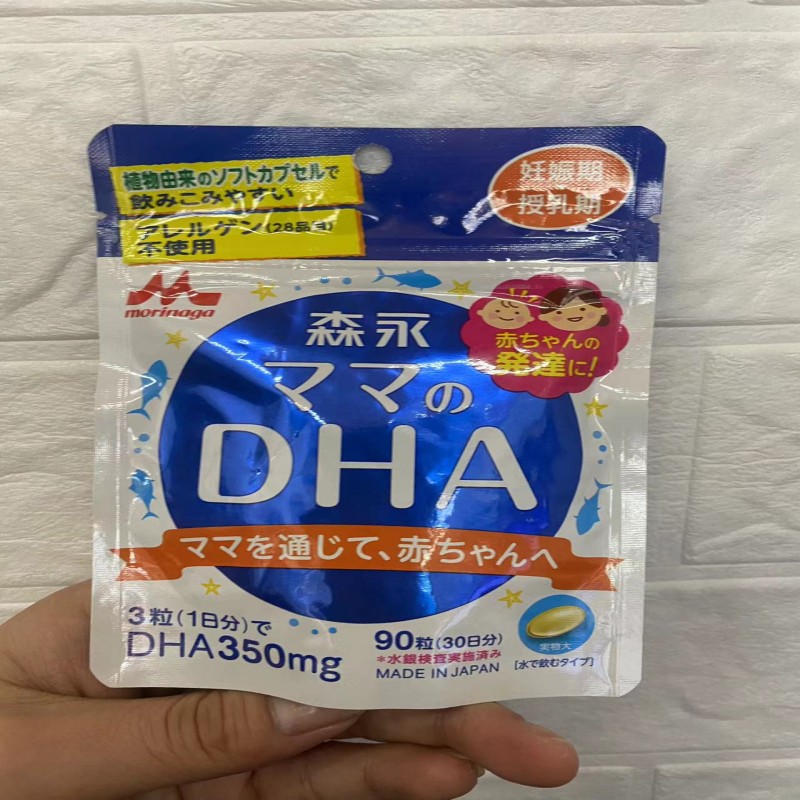 植物由来のソフトカプセルで
飲みこみやすい
アレルゲン(28品目)
不使用
妊娠期
授乳期
morinaga
森永
ママの
DHA
赤ちゃんの
発達に!
ママを通じて、赤ちゃんへ
3粒(1日分)で
DHA350mg
90粒(30日分)
*水銀検査実施済み
MADE IN JAPAN
実物大
[水で飲むタイプ]